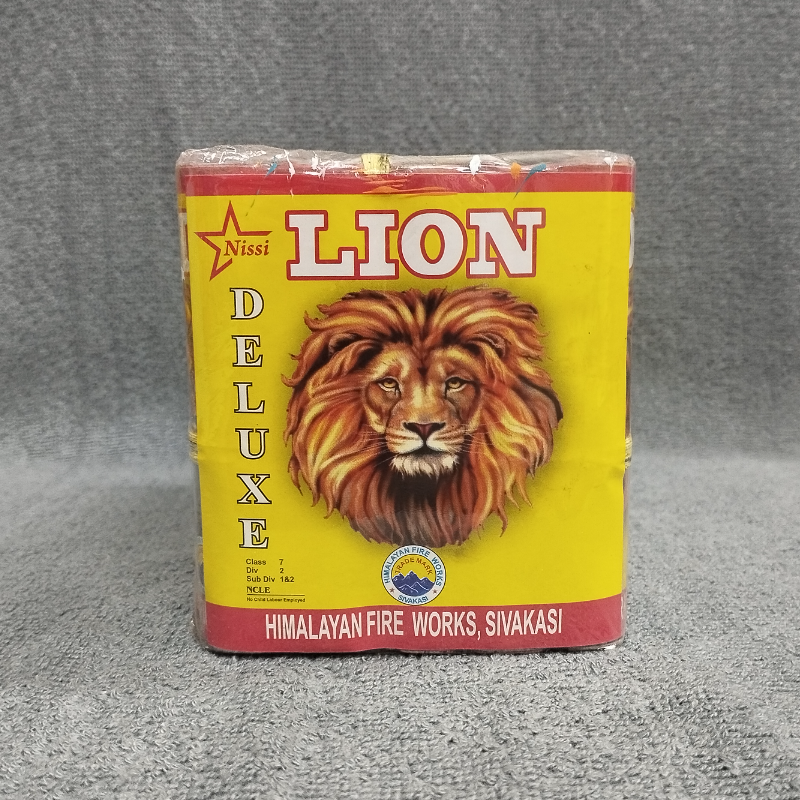 Nissi
LION
DELUXE
Class 7
Div 2
Sub Div 1&2
NCLE
No Child Labour Employed
HIMALAYAN FIRE WORKS
TRADE MARK
SIVAKASI
HIMALAYAN FIRE WORKS, SIVAKASI